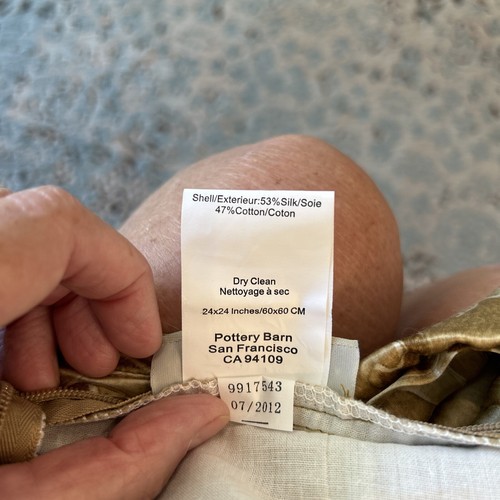 Shell/Exterieur:53%Silk/Soie
47%Cotton/Coton
Dry Clean
Nettoyage à sec
24x24 Inches/60x60 CM
Pottery Barn
San Francisco
CA 94109
9917543
07/2012